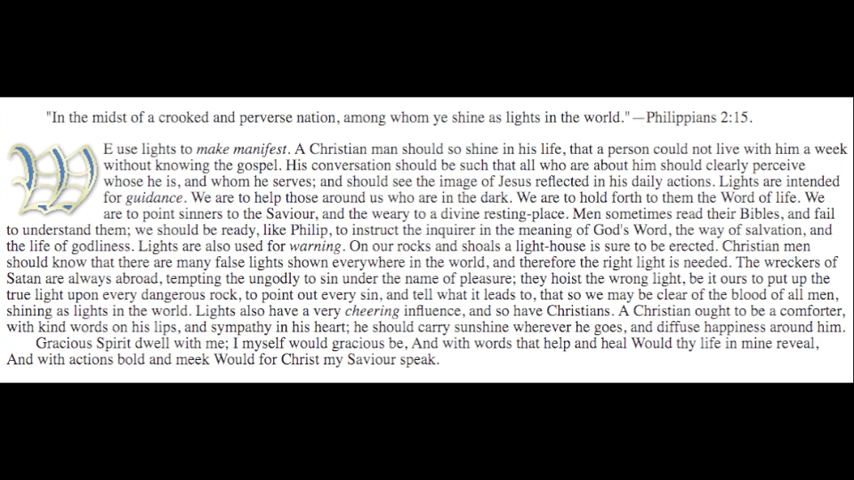 "In the midst of a crooked and perverse nation, among whom ye shine as lights in the world."—Philippians 2:15.
WE use lights to make manifest. A Christian man should so shine in his life, that a person could not live with him a week
without knowing the gospel. His conversation should be such that all who are about him should clearly perceive
whose he is, and whom he serves; and should see the image of Jesus reflected in his daily actions. Lights are intended
for guidance. We are to help those around us who are in the dark. We are to hold forth to them the Word of life. We
are to point sinners to the Saviour, and the weary to a divine resting-place. Men sometimes read their Bibles, and fail
to understand them; we should be ready, like Philip, to instruct the inquirer in the meaning of God's Word, the way of salvation, and
the life of godliness. Lights are also used for warning. On our rocks and shoals a light-house is sure to be erected. Christian men
should know that there are many false lights shown everywhere in the world, and therefore the right light is needed. The wreckers of
Satan are always abroad, tempting the ungodly to sin under the name of pleasure; they hoist the wrong light, be it ours to put up the
true light upon every dangerous rock, to point out every sin, and tell what it leads to, that so we may be clear of the blood of all men,
shining as lights in the world. Lights also have a very cheering influence, and so have Christians. A Christian ought to be a comforter,
with kind words on his lips, and sympathy in his heart; he should carry sunshine wherever he goes, and diffuse happiness around him.
Gracious Spirit dwell with me; I myself would gracious be, And with words that help and heal Would thy life in mine reveal,
And with actions bold and meek Would for Christ my Saviour speak.